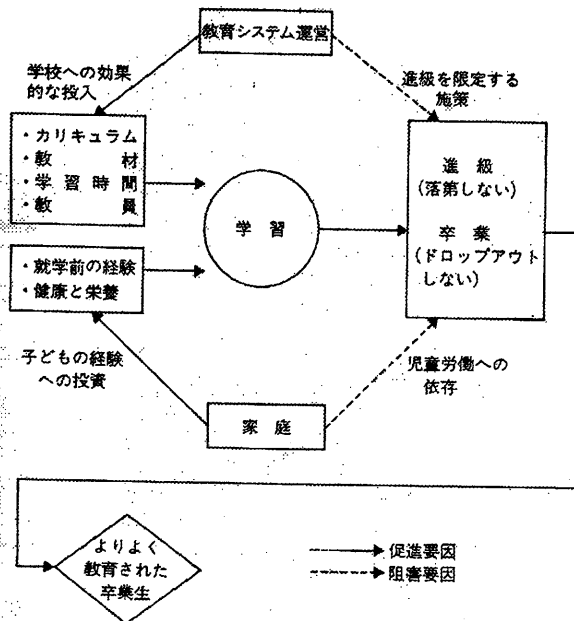 教育システム運営
学校への効果
的な投入
進級を限定する
施策
・カリキュラム
・教材
・学習時間
・教員
進級
(落第しない)
卒業
(ドロップアウト
しない)
学習
・就学前の経験
・健康と栄養
子どもの経験
への投資
児童労働への
依存
家庭
よりよく
教育された
卒業生
促進要因
阻害要因